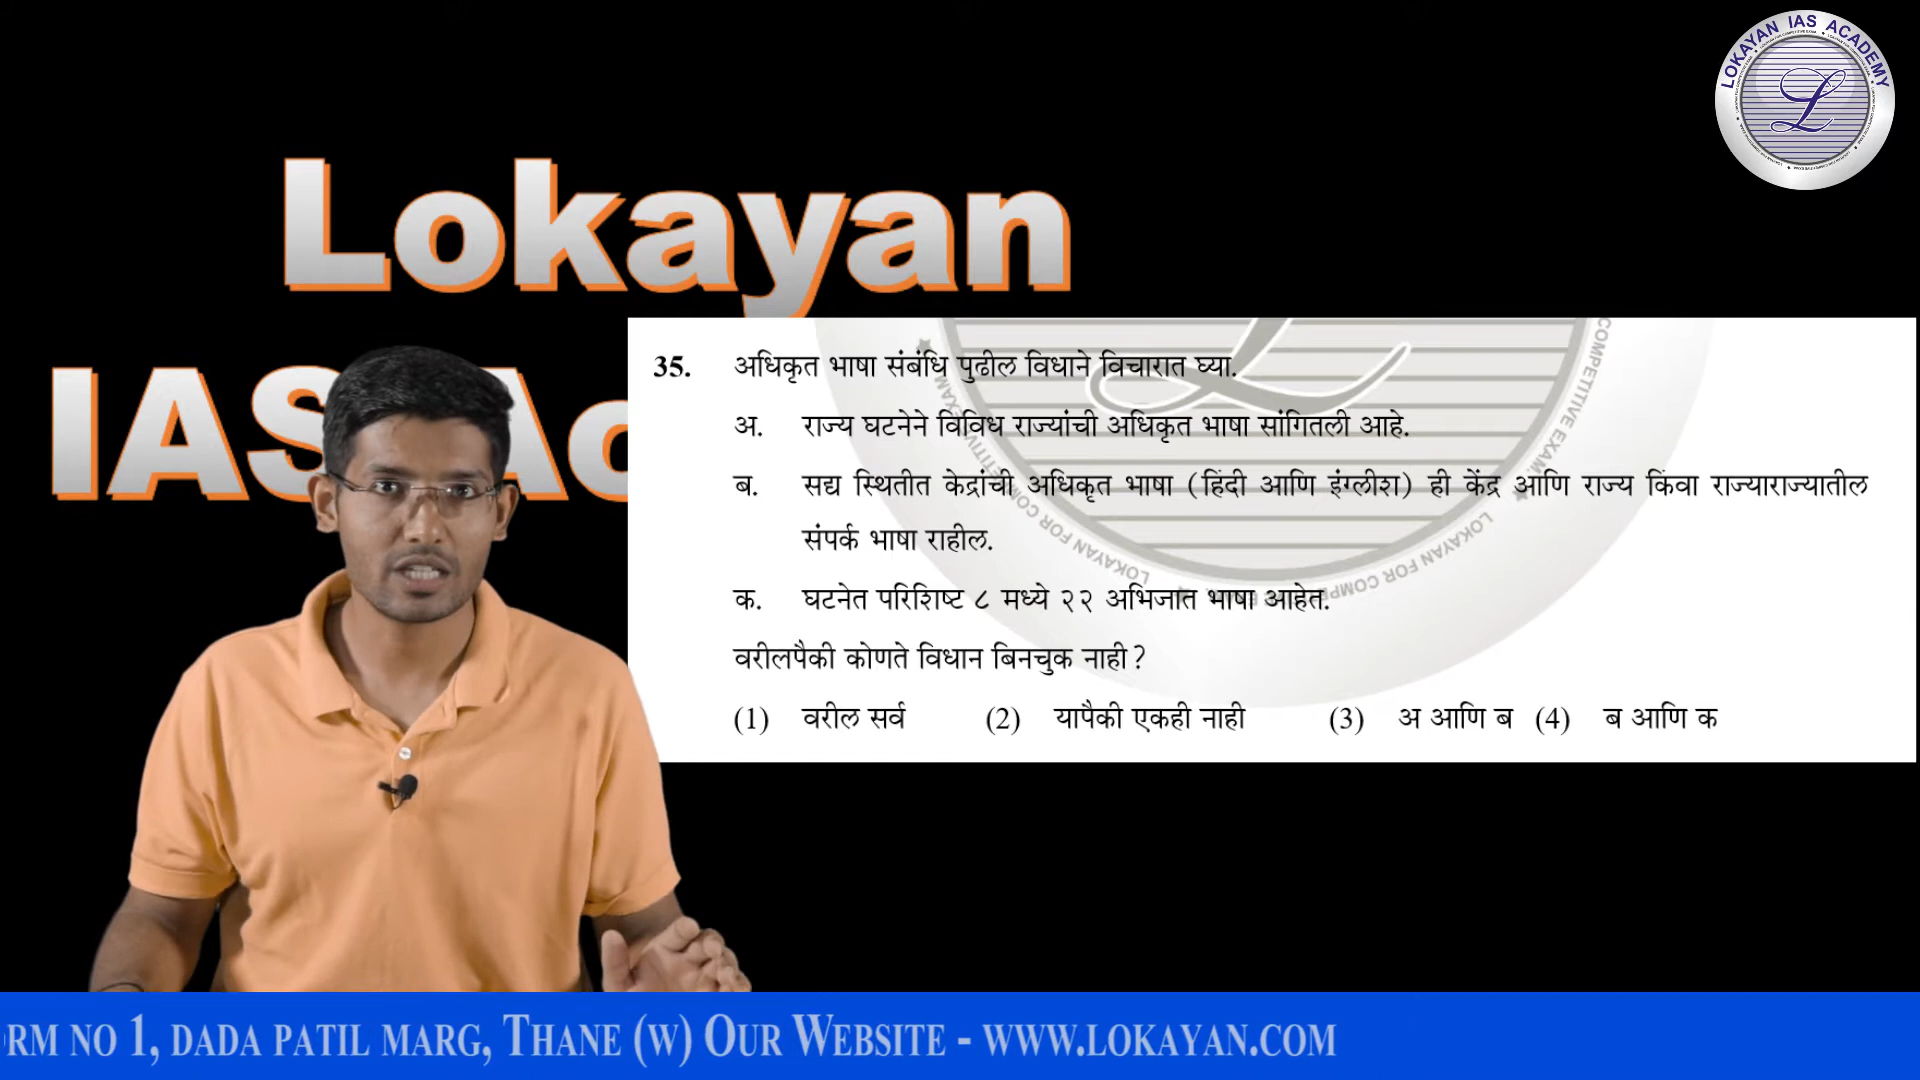 LOKAYAN IAS ACADEMY
Lokayan
IAS Ac
35. अधिकृत भाषा संबंधि पुढील विधाने विचारात घ्या.
अ. राज्य घटनेने विविध राज्यांची अधिकृत भाषा सांगितली आहे.
ब. सद्य स्थितीत केद्रांची अधिकृत भाषा (हिंदी आणि इंग्लीश) ही केंद्र आणि राज्य किंवा राज्याराज्यातील
संपर्क भाषा राहील.
क. घटनेत परिशिष्ट ८ मध्ये २२ अभिजात भाषा आहेत.
वरीलपैकी कोणते विधान बिनचुक नाही?
(1) वरील सर्व (2) यापैकी एकही नाही (3) अ आणि ब (4) ब आणि क
ORM NO 1, DADA PATIL MARG, THANE (W) OUR WEBSITE - WWW.LOKAYAN.COM